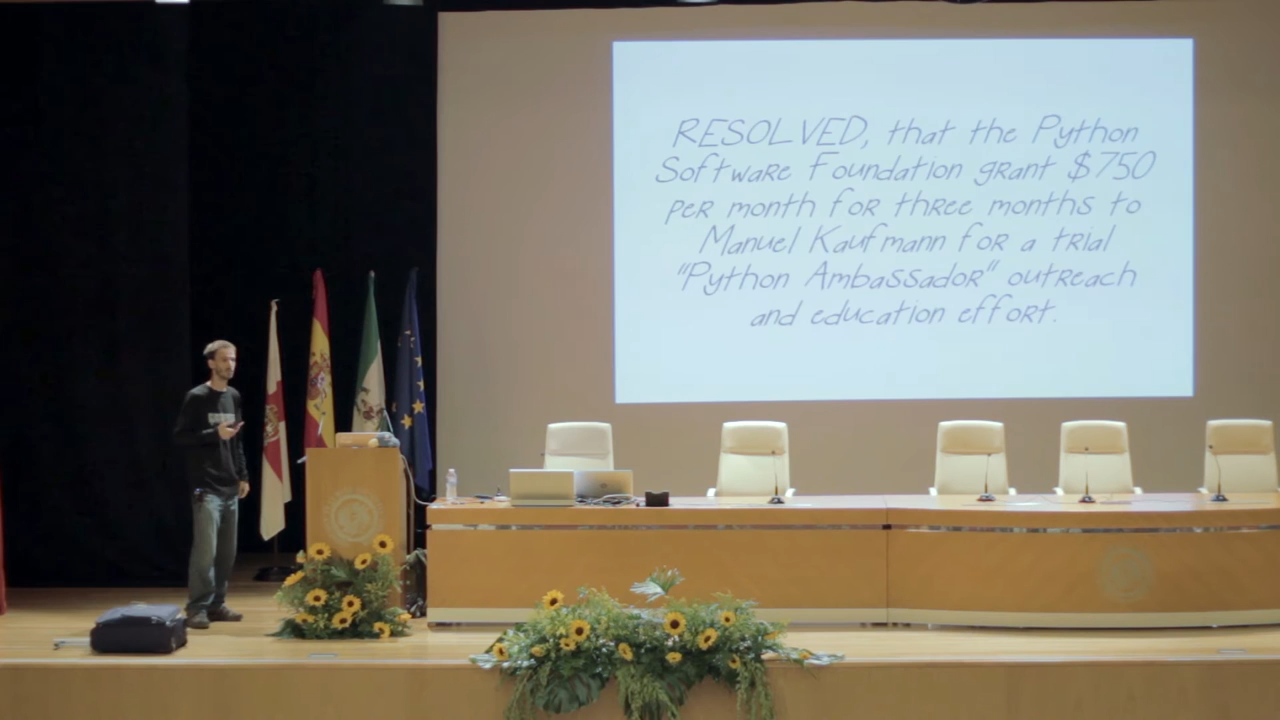 RESOLVED, that the Python
Software Foundation grant $750
per month for three months to
Manuel Kaufmann for a trial
"Python Ambassador" outreach
and education effort.